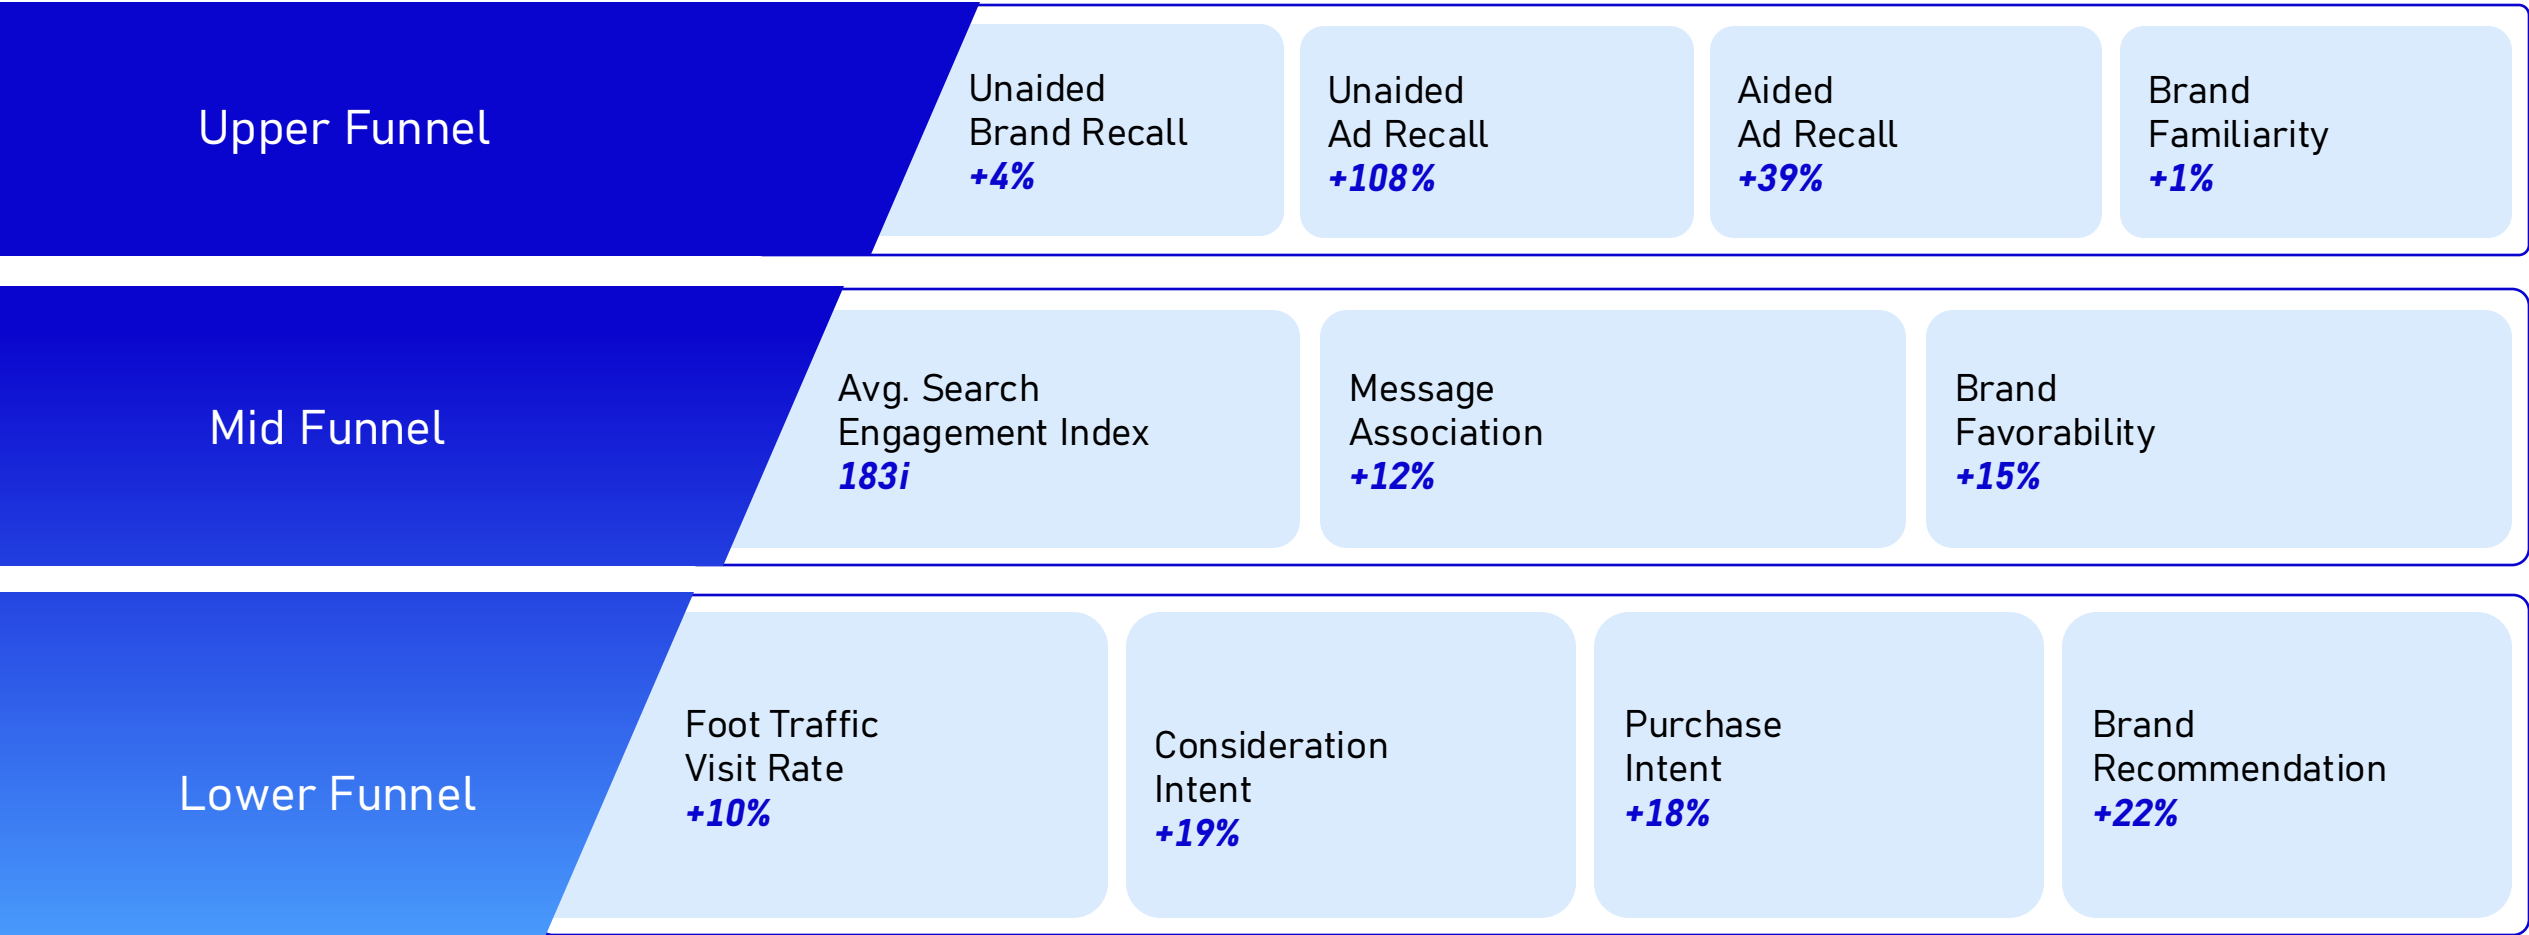 Upper Funnel
Unaided
Brand Recall
+4%
Unaided
Ad Recall
+108%
Aided
Ad Recall
+39%
Brand
Familiarity
+1%
Mid Funnel
Avg. Search
Engagement Index
183i
Message
Association
+12%
Brand
Favorability
+15%
Lower Funnel
Foot Traffic
Visit Rate
+10%
Consideration
Intent
+19%
Purchase
Intent
+18%
Brand
Recommendation
+22%